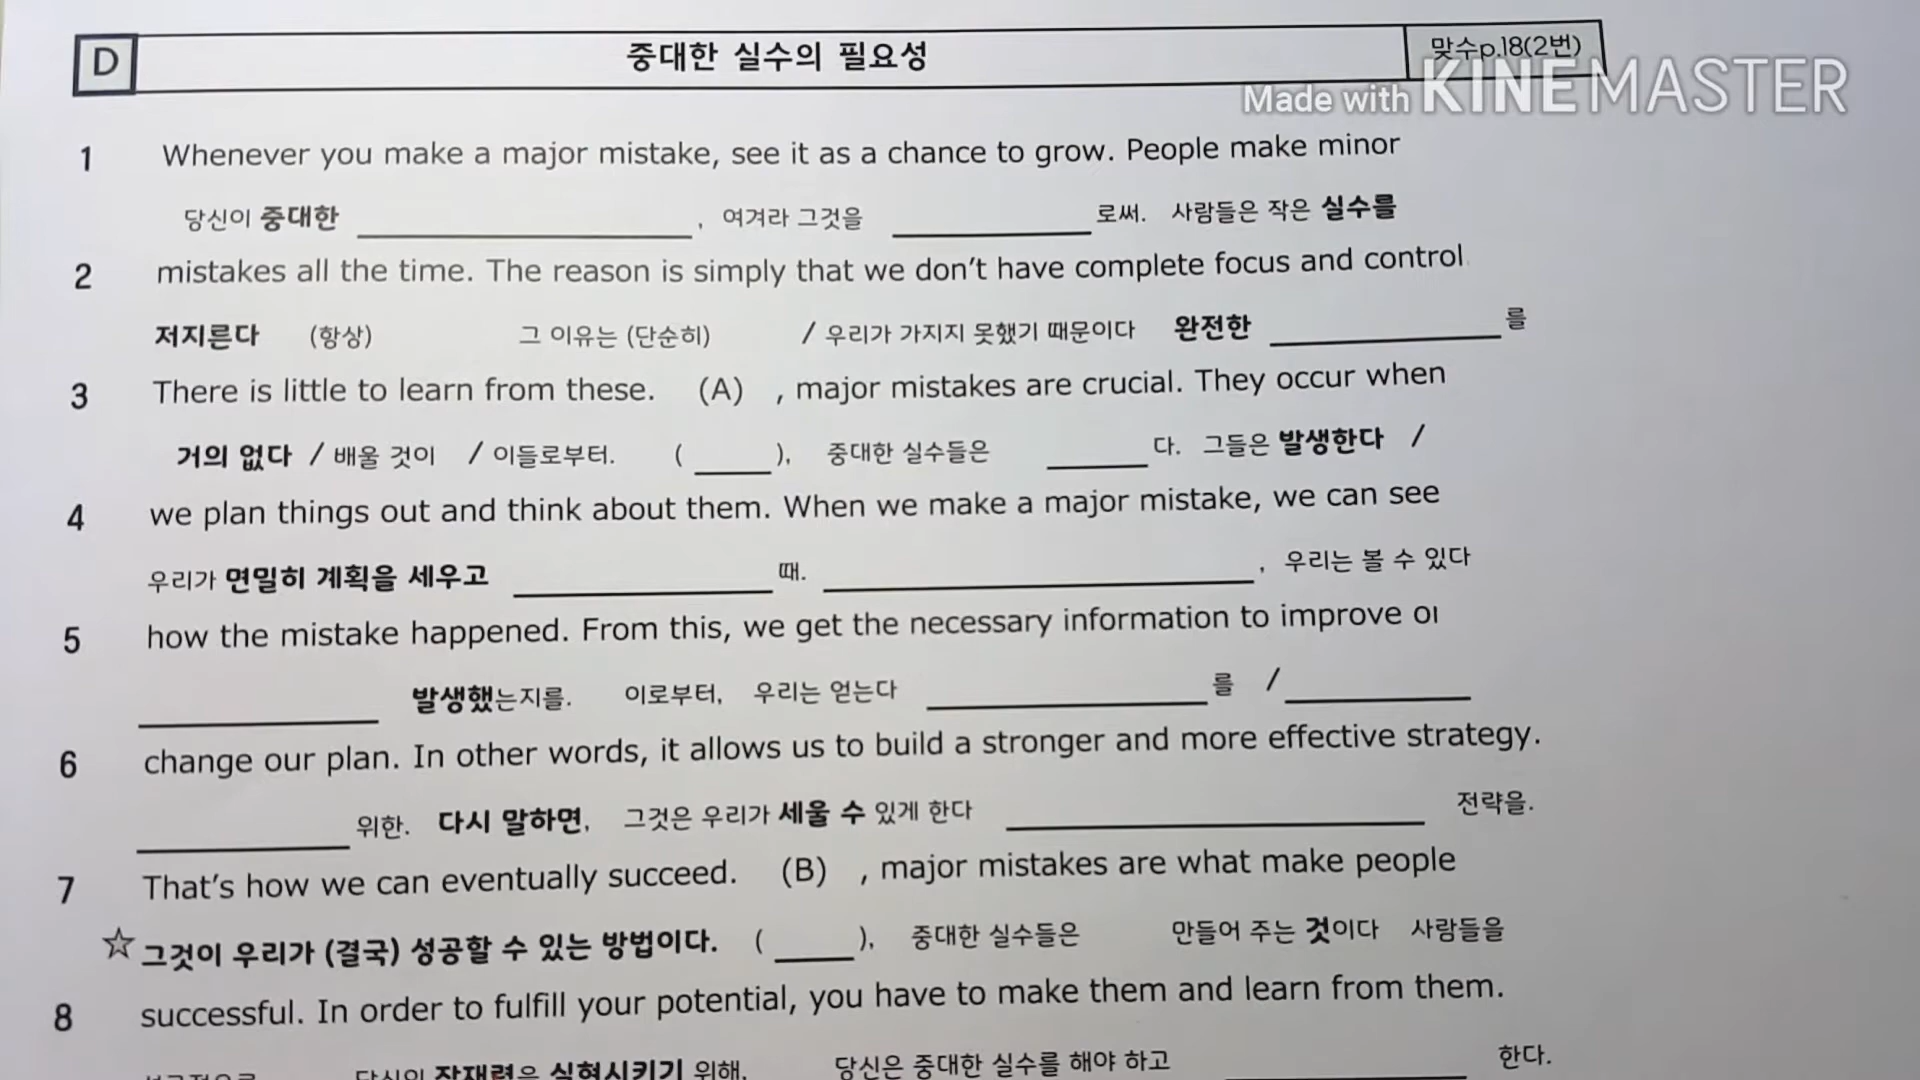 D 중대한 실수의 필요성 맞수p.18(2번)
Made with KINEMASTER
1 Whenever you make a major mistake, see it as a chance to grow. People make minor
당신이 중대한 , 여겨라 그것을 로써. 사람들은 작은 실수를
2 mistakes all the time. The reason is simply that we don't have complete focus and control
저지른다 (항상) 그 이유는 (단순히) / 우리가 가지지 못했기 때문이다 완전한 를
3 There is little to learn from these. (A) , major mistakes are crucial. They occur when
거의 없다 / 배울 것이 / 이들로부터. ( ), 중대한 실수들은 다. 그들은 발생한다 /
4 we plan things out and think about them. When we make a major mistake, we can see
우리가 면밀히 계획을 세우고 때. , 우리는 볼 수 있다
5 how the mistake happened. From this, we get the necessary information to improve or
발생했는지를. 이로부터, 우리는 얻는다 를 /
6 change our plan. In other words, it allows us to build a stronger and more effective strategy.
위한. 다시 말하면, 그것은 우리가 세울 수 있게 한다 전략을.
7 That's how we can eventually succeed. (B) , major mistakes are what make people
☆ 그것이 우리가 (결국) 성공할 수 있는 방법이다. ( ), 중대한 실수들은 만들어 주는 것이다 사람들을
8 successful. In order to fulfill your potential, you have to make them and learn from them.
당신의 잠재력은 실현시키기 위해, 당신은 중대한 실수를 해야 하고 한다.